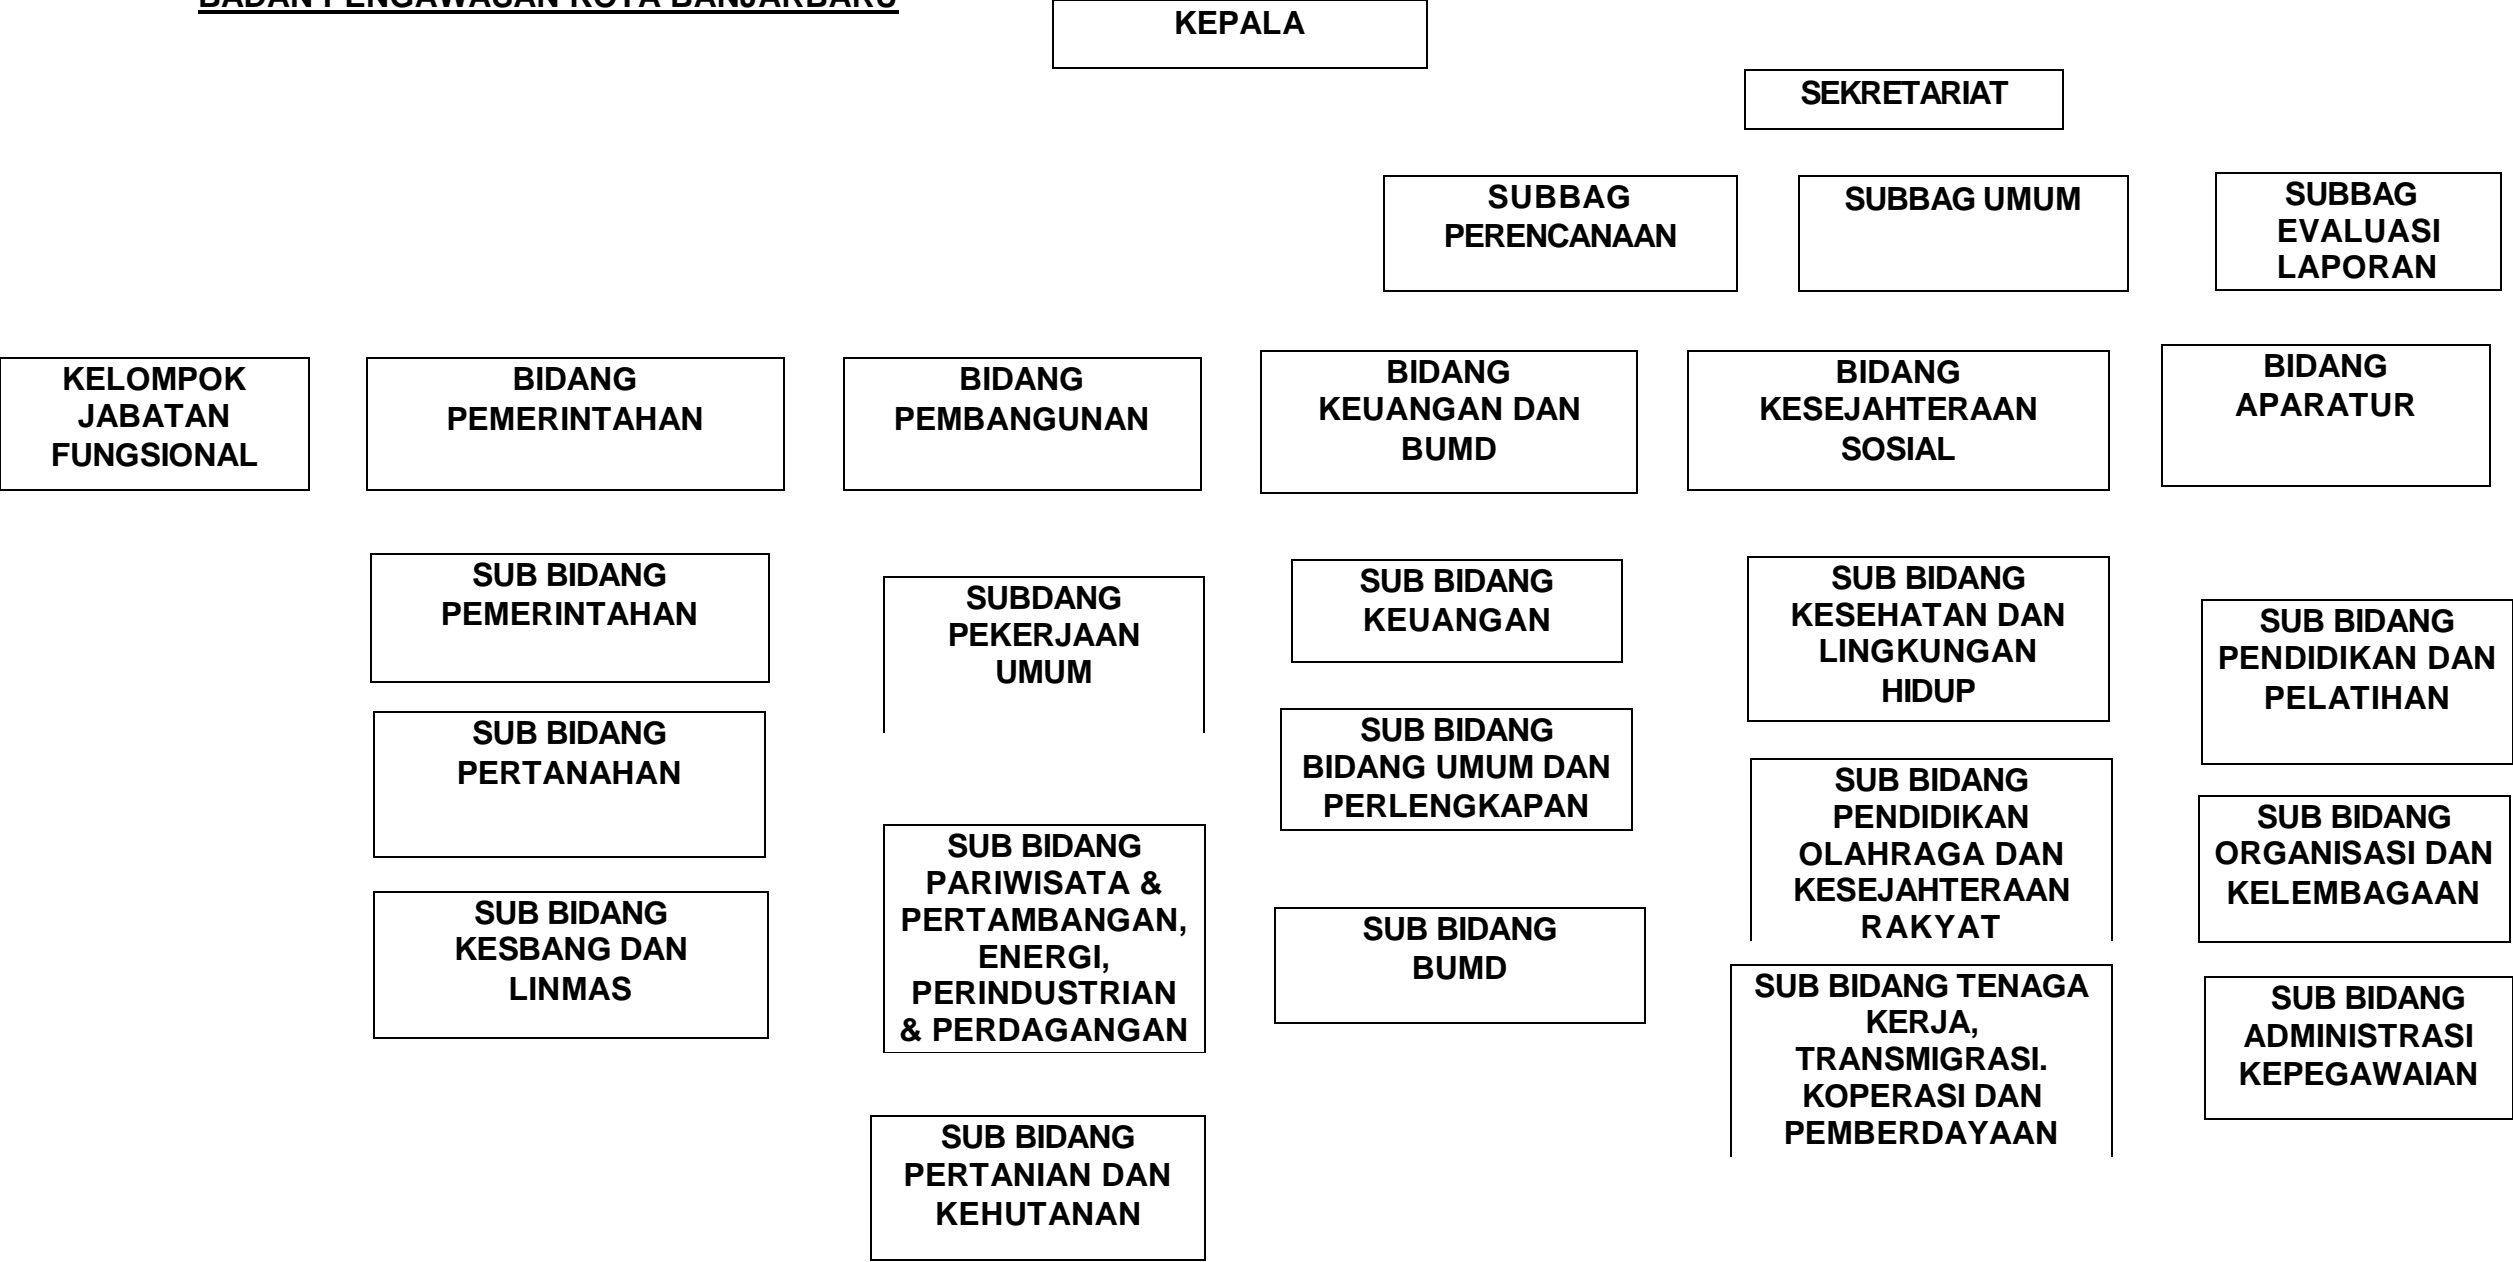 BADAN PENGAWASAN KOTA BANJARBARU
KEPALA
SEKRETARIAT
SUBBAG
PERENCANAAN
SUBBAG UMUM
SUBBAG
EVALUASI
LAPORAN
KELOMPOK
JABATAN
FUNGSIONAL
BIDANG
PEMERINTAHAN
BIDANG
PEMBANGUNAN
BIDANG
KEUANGAN DAN
BUMD
BIDANG
KESEJAHTERAAN
SOSIAL
BIDANG
APARATUR
SUB BIDANG
PEMERINTAHAN
SUB BIDANG
PERTANAHAN
SUB BIDANG
KESBANG DAN
LINMAS
SUBDANG
PEKERJAAN
UMUM
SUB BIDANG
PARIWISATA &
PERTAMBANGAN,
ENERGI,
PERINDUSTRIAN
& PERDAGANGAN
SUB BIDANG
PERTANIAN DAN
KEHUTANAN
SUB BIDANG
KEUANGAN
SUB BIDANG
BIDANG UMUM DAN
PERLENGKAPAN
SUB BIDANG
BUMD
SUB BIDANG
KESEHATAN DAN
LINGKUNGAN
HIDUP
SUB BIDANG
PENDIDIKAN
OLAHRAGA DAN
KESEJAHTERAAN
RAKYAT
SUB BIDANG TENAGA
KERJA,
TRANSMIGRASI.
KOPERASI DAN
PEMBERDAYAAN
SUB BIDANG
PENDIDIKAN DAN
PELATIHAN
SUB BIDANG
ORGANISASI DAN
KELEMBAGAAN
SUB BIDANG
ADMINISTRASI
KEPEGAWAIAN